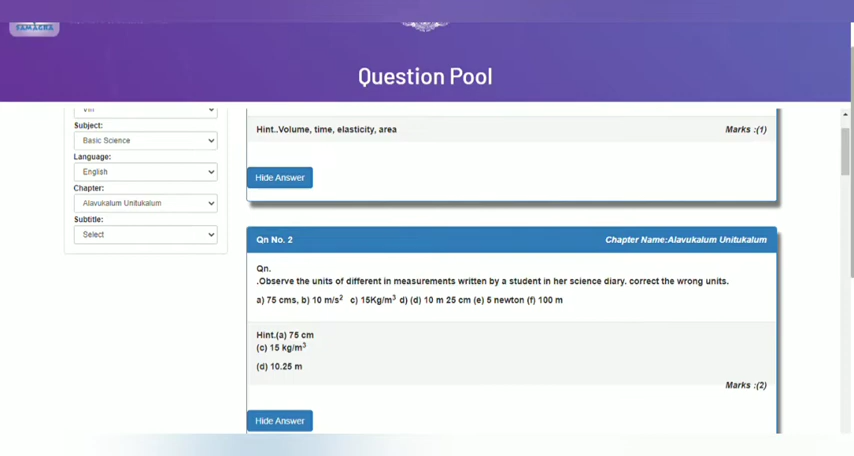 SAMAGRA
Question Pool
VIII
Subject:
Basic Science
Language:
English
Chapter:
Alavukalum Unitukalum
Subtitle:
Select
Hint..Volume, time, elasticity, area
Marks :(1)
Hide Answer
Qn No. 2
Chapter Name:Alavukalum Unitukalum
Qn.
.Observe the units of different in measurements written by a student in her science diary. correct the wrong units.
a) 75 cms, b) 10 m/s² c) 15Kg/m³ d) (d) 10 m 25 cm (e) 5 newton (f) 100 m
Hint.(a) 75 cm
(c) 15 kg/m³
(d) 10.25 m
Marks :(2)
Hide Answer